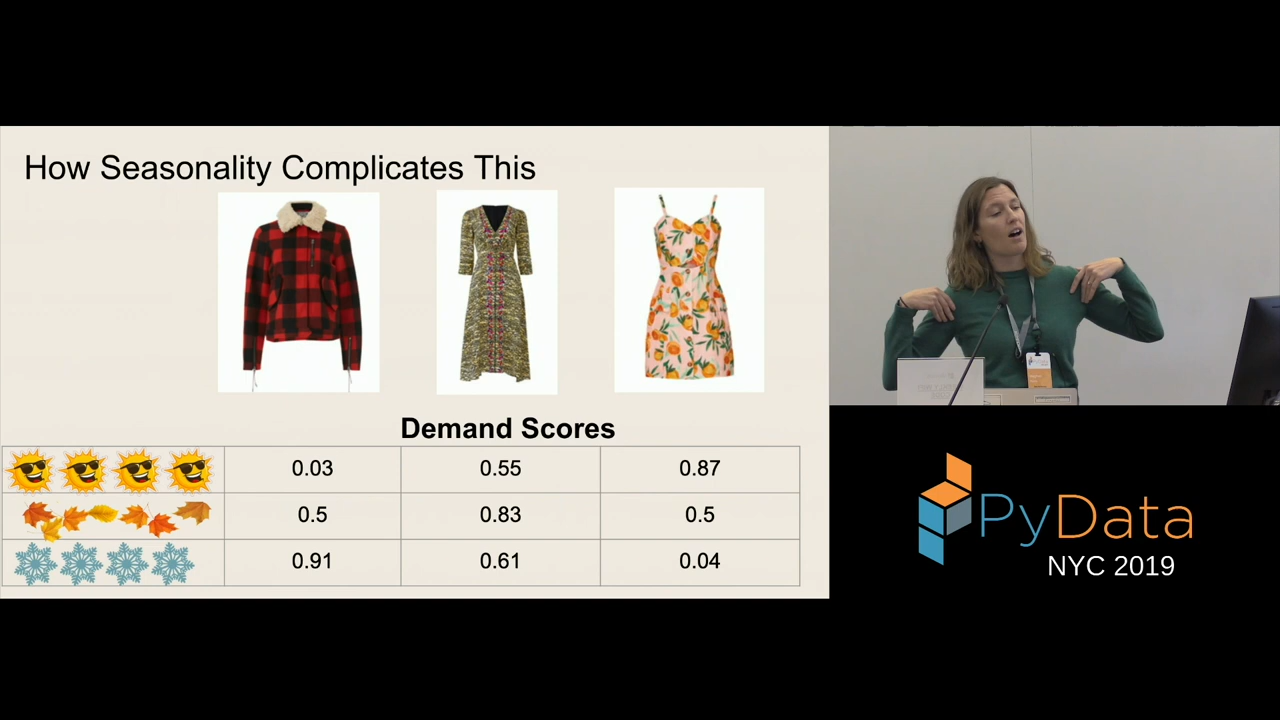 How Seasonality Complicates This
Demand Scores
0.03 0.55 0.87
0.5 0.83 0.5
0.91 0.61 0.04
PyData
NYC 2019